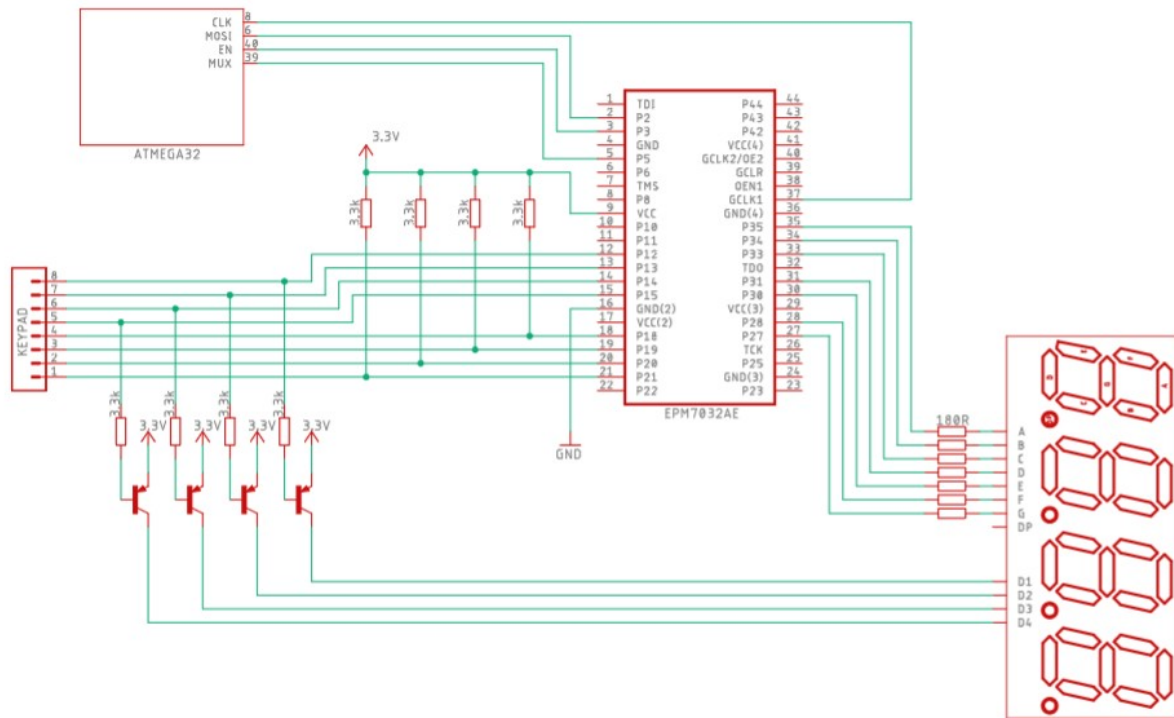 CLK 8
MOSI 6
EN 40
MUX 39
ATMEGA32
3.3V
3.3k
3.3k
3.3k
3.3k
1 TDI
2 P2
3 P3
4 GND
5 P5
6 P6
7 TMS
8 P8
9 VCC
10 P10
11 P11
12 P12
13 P13
14 P14
15 P15
16 GND(2)
17 VCC(2)
18 P18
19 P19
20 P20
21 P21
22 P22
P44 44
P43 43
P42 42
VCC(4) 41
GCLK2/OE2 40
GCLR 39
OEN1 38
GCLK1 37
GND(4) 36
P35 35
P34 34
P33 33
TDO 32
P31 31
P30 30
VCC(3) 29
P28 28
P27 27
TCK 26
P25 25
GND(3) 24
P23 23
EPM7032AE
KEYPAD
8
7
6
5
4
3
2
1
3.3k
3.3k
3.3k
3.3k
3.3V
3.3V
3.3V
3.3V
GND
180R
A
B
C
D
E
F
G
DP
D1
D2
D3
D4
E
F
D
G
A
C
B